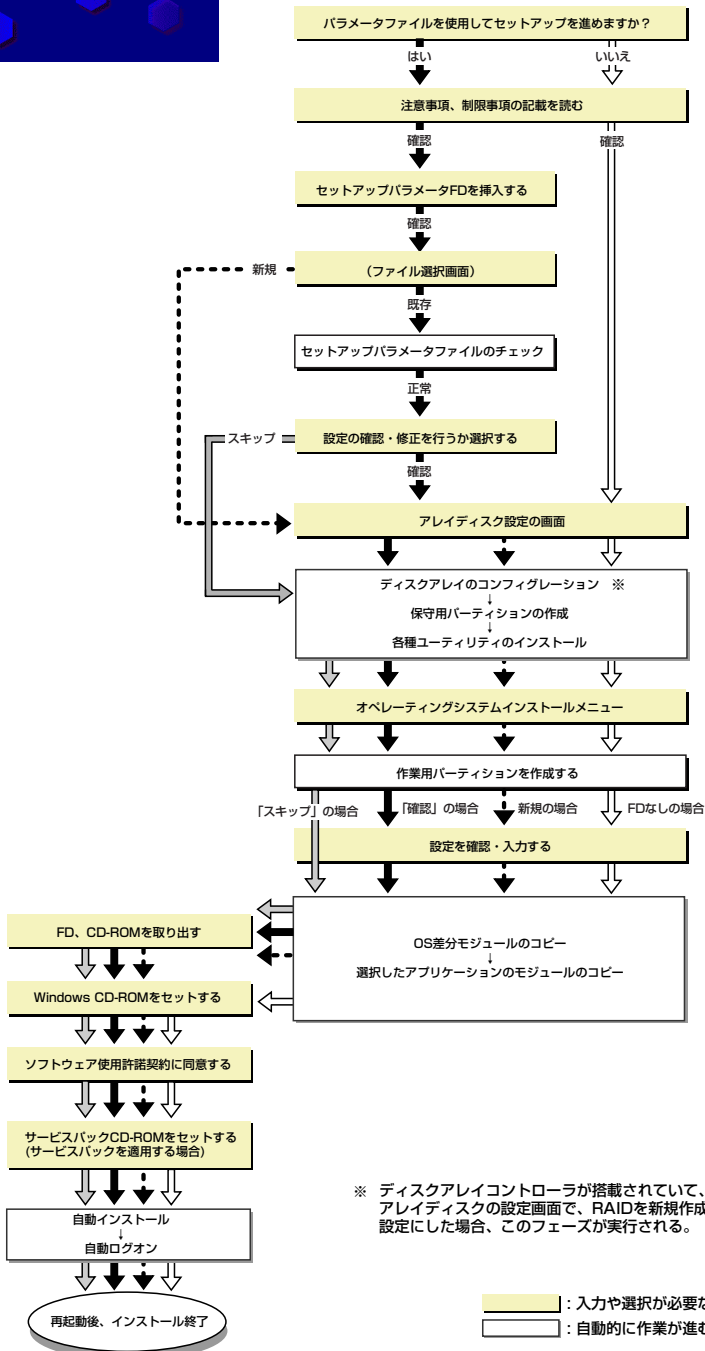 パラメータファイルを使用してセットアップを進めますか？
はい
いいえ
注意事項、制限事項の記載を読む
確認
確認
セットアップパラメータFDを挿入する
確認
新規
（ファイル選択画面）
既存
セットアップパラメータファイルのチェック
正常
スキップ
設定の確認・修正を行うか選択する
確認
アレイディスク設定の画面
ディスクアレイのコンフィグレーション ※
↓
保守用パーティションの作成
↓
各種ユーティリティのインストール
オペレーティングシステムインストールメニュー
作業用パーティションを作成する
「スキップ」の場合
「確認」の場合
新規の場合
FDなしの場合
設定を確認・入力する
OS差分モジュールのコピー
↓
選択したアプリケーションのモジュールのコピー
FD、CD-ROMを取り出す
Windows CD-ROMをセットする
ソフトウェア使用許諾契約に同意する
サービスパックCD-ROMをセットする
(サービスパックを適用する場合)
自動インストール
↓
自動ログオン
再起動後、インストール終了
※ ディスクアレイコントローラが搭載されていて、
アレイディスクの設定画面で、RAIDを新規作成
設定にした場合、このフェーズが実行される。
：入力や選択が必要な
：自動的に作業が進む